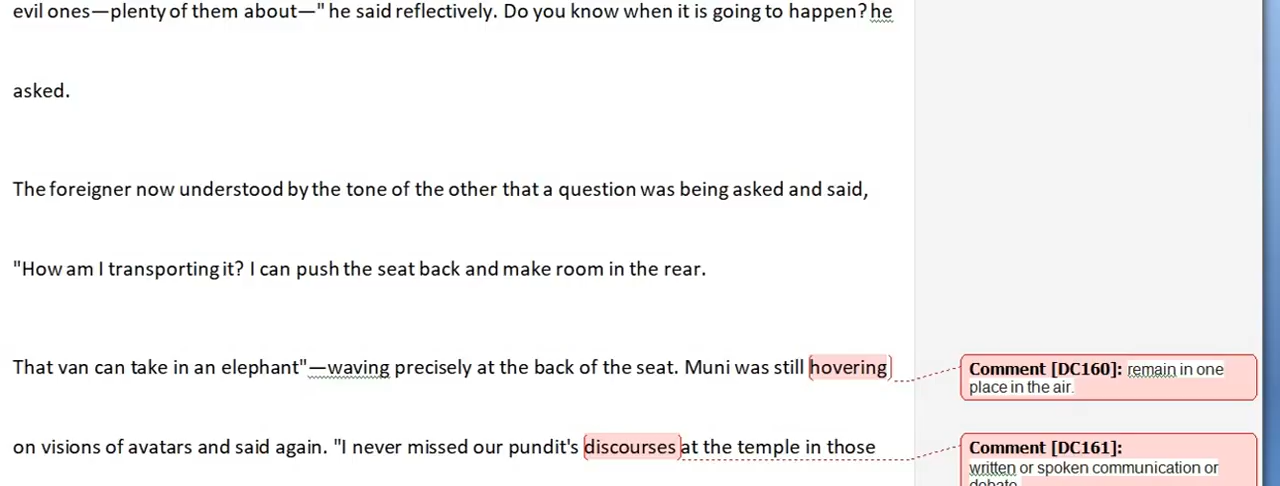 evil ones—plenty of them about—" he said reflectively. Do you know when it is going to happen? he
asked.
The foreigner now understood by the tone of the other that a question was being asked and said,
"How am I transporting it? I can push the seat back and make room in the rear.
That van can take in an elephant"—waving precisely at the back of the seat. Muni was still hovering
on visions of avatars and said again. "I never missed our pundit's discourses at the temple in those
Comment [DC160]: remain in one
place in the air.
Comment [DC161]:
written or spoken communication or
debate.